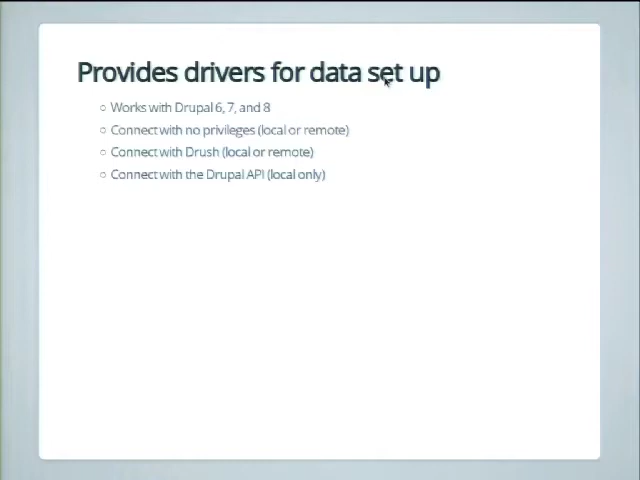 Provides drivers for data set up
Works with Drupal 6, 7, and 8
Connect with no privileges (local or remote)
Connect with Drush (local or remote)
Connect with the Drupal API (local only)